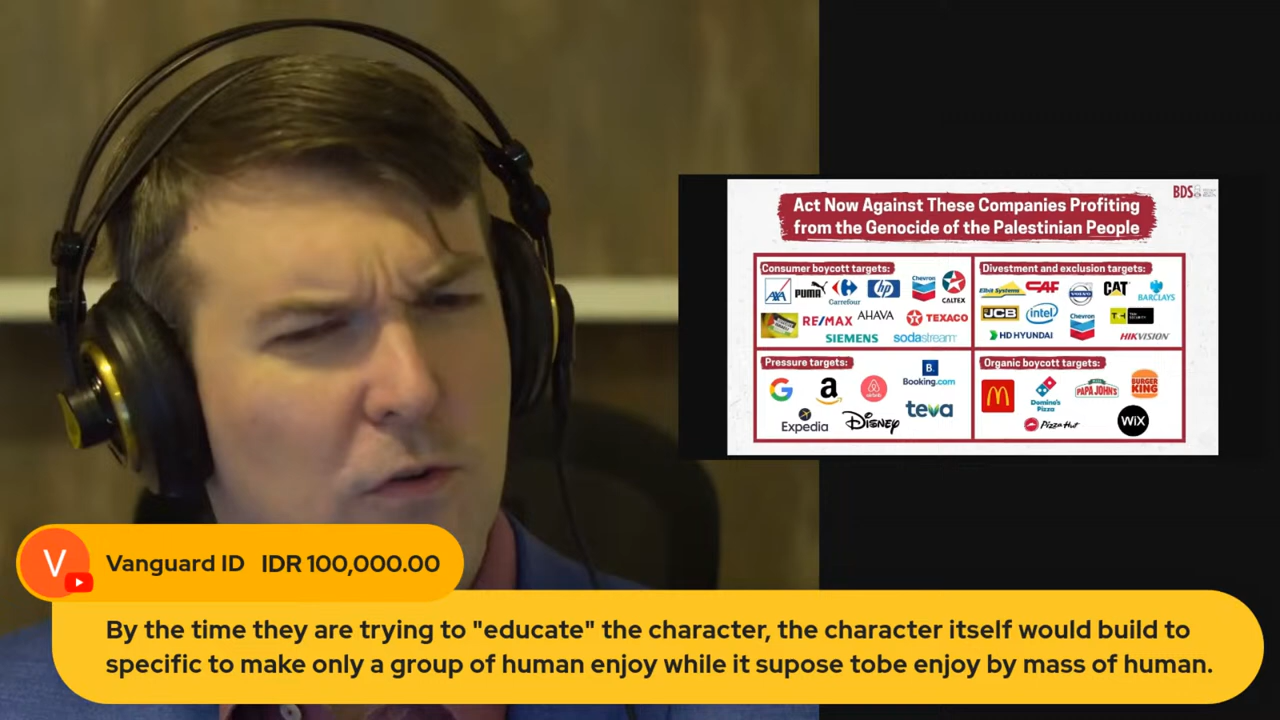 BDS
Act Now Against These Companies Profiting
from the Genocide of the Palestinian People
Consumer boycott targets:
AXA
PUMA
Carrefour
hp
Chevron
CALTEX
RE/MAX
AHAVA
TEXACO
SIEMENS
sodastream
Divestment and exclusion targets:
Elbit Systems
CAF
VOLVO
CAT
BARCLAYS
JCB
intel
Chevron
HD HYUNDAI
HIKVISION
Pressure targets:
G
a
airbnb
B.
Booking.com
Expedia
Disney
teva
Organic boycott targets:
M
Domino's
Pizza
PAPA JOHNS
BURGER
KING
Pizza Hut
WiX
V
Vanguard ID IDR 100,000.00
By the time they are trying to "educate" the character, the character itself would build to
specific to make only a group of human enjoy while it supose tobe enjoy by mass of human.